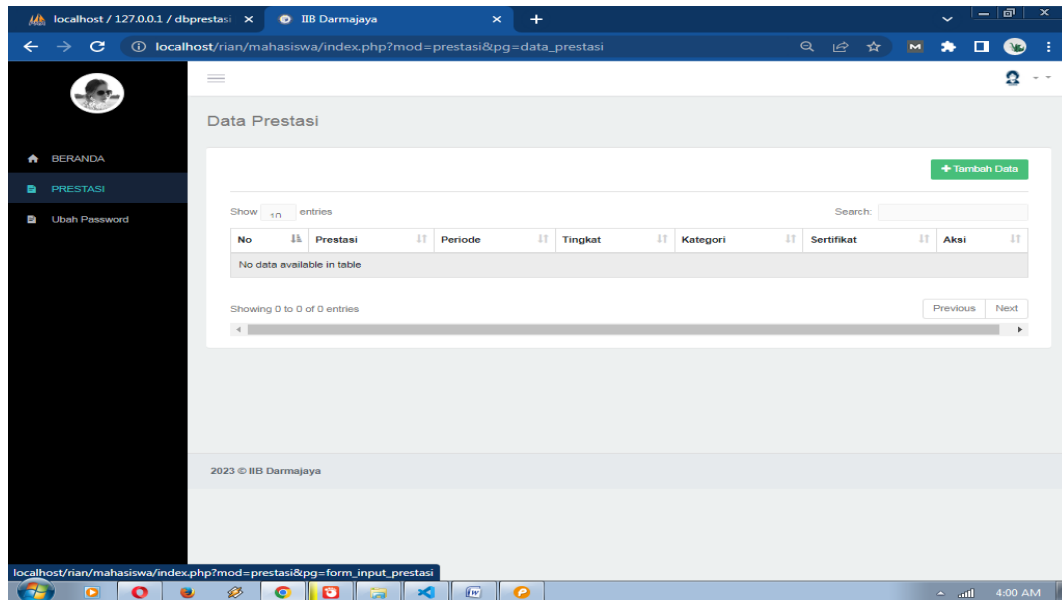 localhost / 127.0.0.1 / dbprestasi
IIB Darmajaya
localhost/rian/mahasiswa/index.php?mod=prestasi&pg=data_prestasi
Data Prestasi
BERANDA
PRESTASI
Ubah Password
Tambah Data
Show 10 entries
Search:
No Prestasi Periode Tingkat Kategori Sertifikat Aksi
No data available in table
Showing 0 to 0 of 0 entries
Previous Next
2023 © IIB Darmajaya
localhost/rian/mahasiswa/index.php?mod=prestasi&pg=form_input_prestasi
4:00 AM